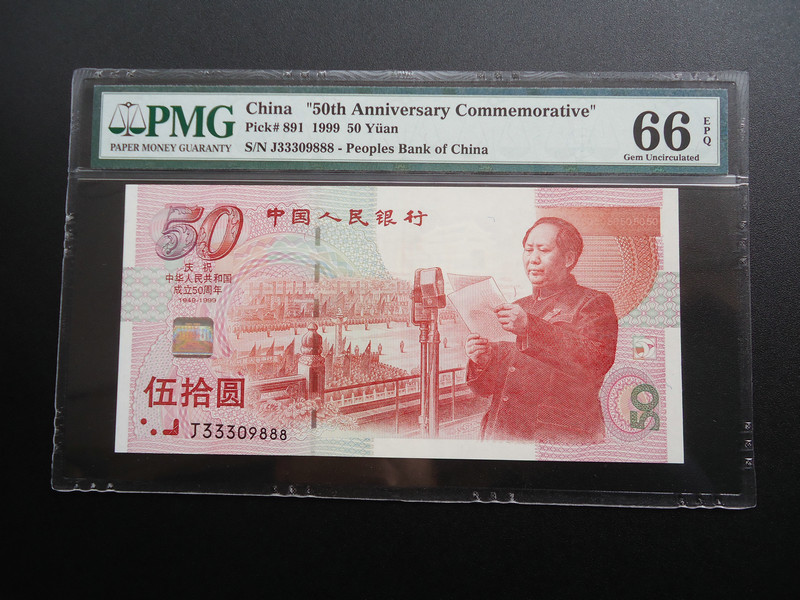 PMG
PAPER MONEY GUARANTY
China "50th Anniversary Commemorative"
Pick# 891 1999 50 Yüan
S/N J33309888 - Peoples Bank of China
66 EPQ
Gem Uncirculated
50
中国人民银行
庆祝
中华人民共和国
成立50周年
1949-1999
伍拾圆
J33309888
50